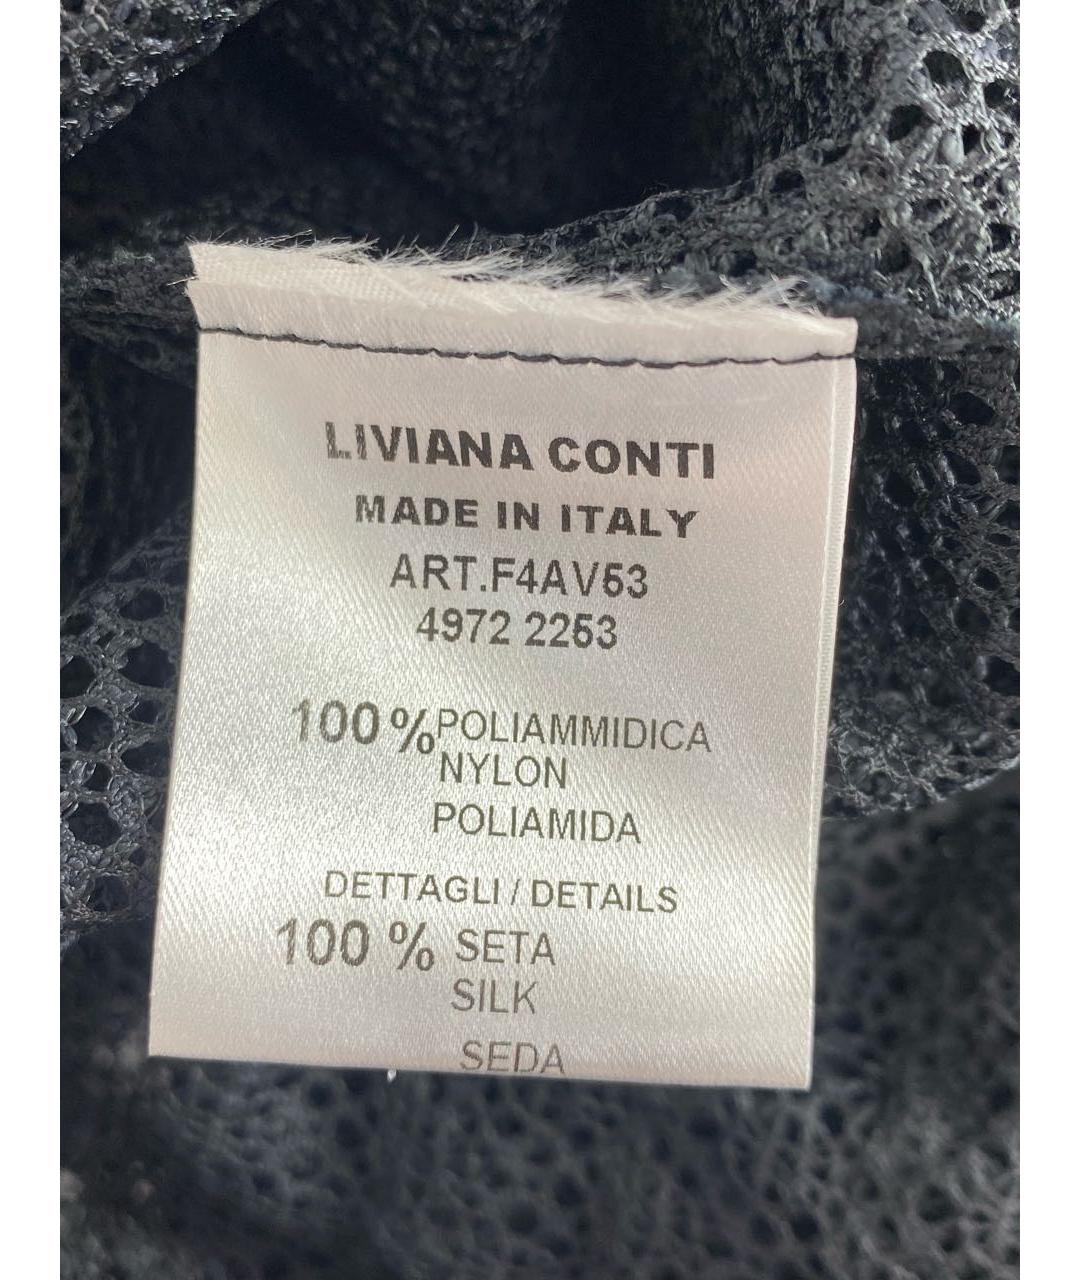 LIVIANA CONTI
MADE IN ITALY
ART.F4AV53
4972 2253
100% POLIAMMIDICA
NYLON
POLIAMIDA
DETTAGLI / DETAILS
100 % SETA
SILK
SEDA